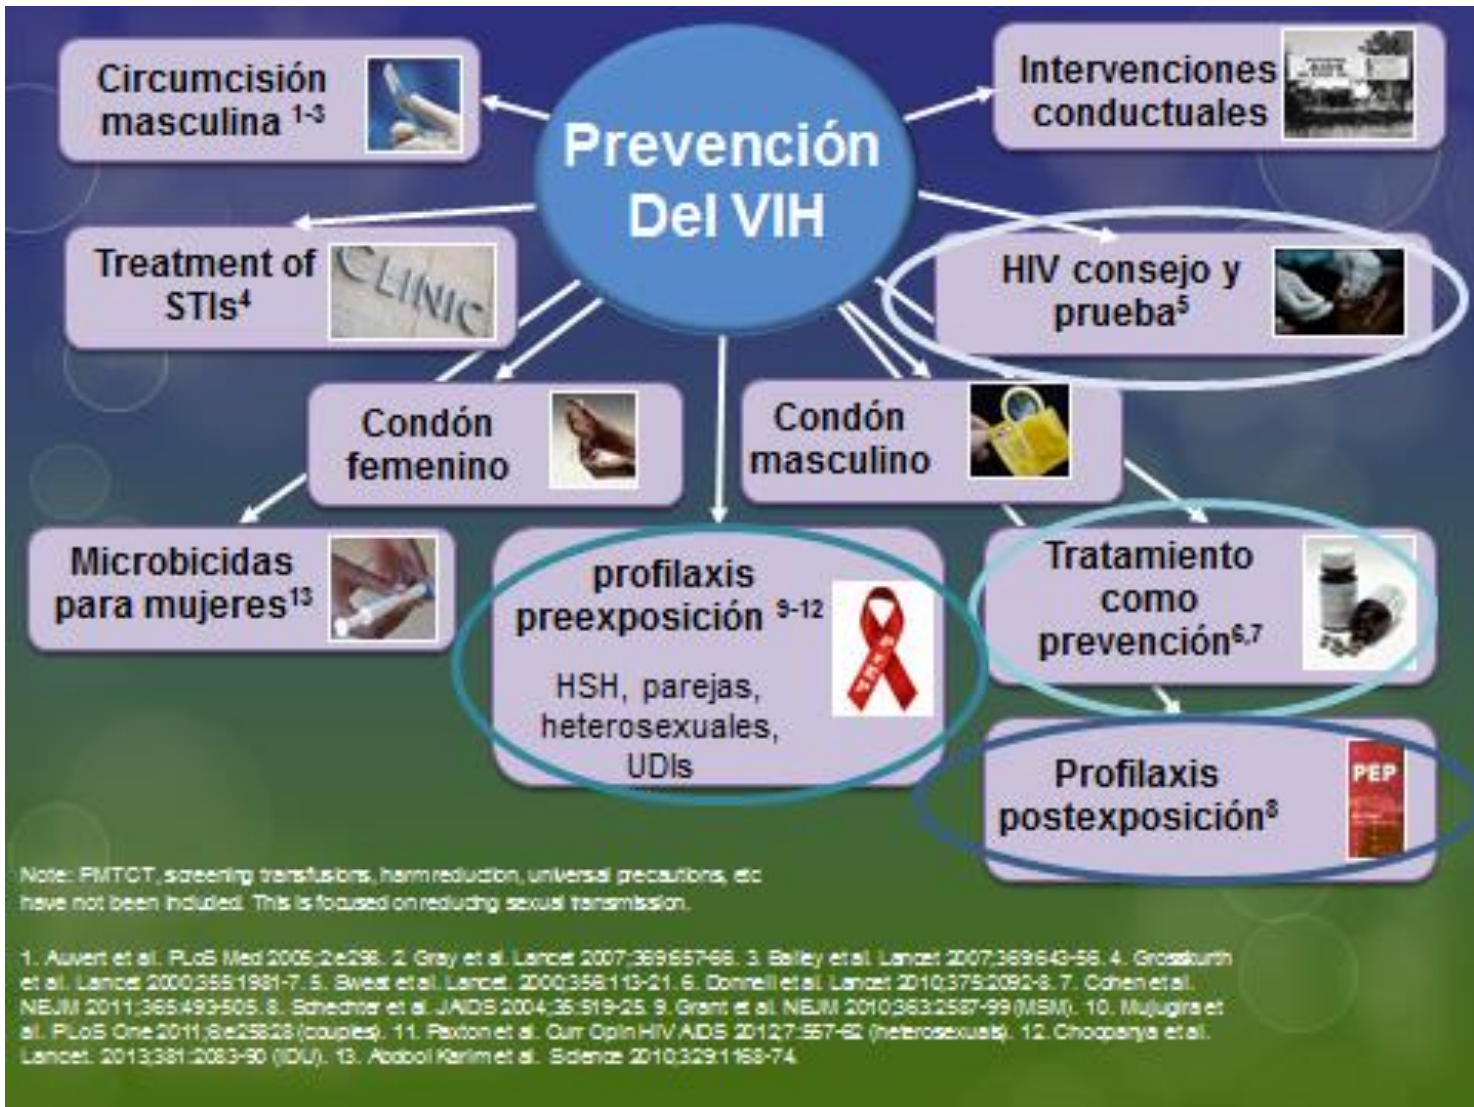 Prevención
Del VIH
Circumcisión
masculina 1-3
Intervenciones
conductuales
Treatment of
STIs4
CLINIC
HIV consejo y
prueba5
Condón
femenino
Condón
masculino
Microbicidas
para mujeres13
profilaxis
preexposición 9-12
HSH, parejas,
heterosexuales,
UDIs
Tratamiento
como
prevención6,7
Profilaxis
postexposición8
PEP
Note: PMTCT, screening transfusions, harm reduction, universal precautions, etc
have not been included. This is focused on reducing sexual transmission.
1. Auvert et al. PLoS Med 2005;2:e298. 2. Gray et al. Lancet 2007;369:657-66. 3. Bailey et al. Lancet 2007;369:643-56. 4. Grosskurth
et al. Lancet 2000;355:1981-7. 5. Sweat et al. Lancet. 2000;356:113-21. 6. Donnell et al. Lancet 2010;375:2092-8. 7. Cohen et al.
NEJM 2011;365:493-505. 8. Schechter et al. JAIDS 2004;35:519-25. 9. Grant et al. NEJM 2010;363:2587-99 (MSM). 10. Mujugira et
al. PLoS One 2011;6:e25828 (couples). 11. Paxton et al. Curr Opin HIV AIDS 2012;7:557-62 (heterosexuals). 12. Choopanya et al.
Lancet. 2013;381:2083-90 (IDU). 13. Abdool Karim et al. Science 2010;329:1168-74.